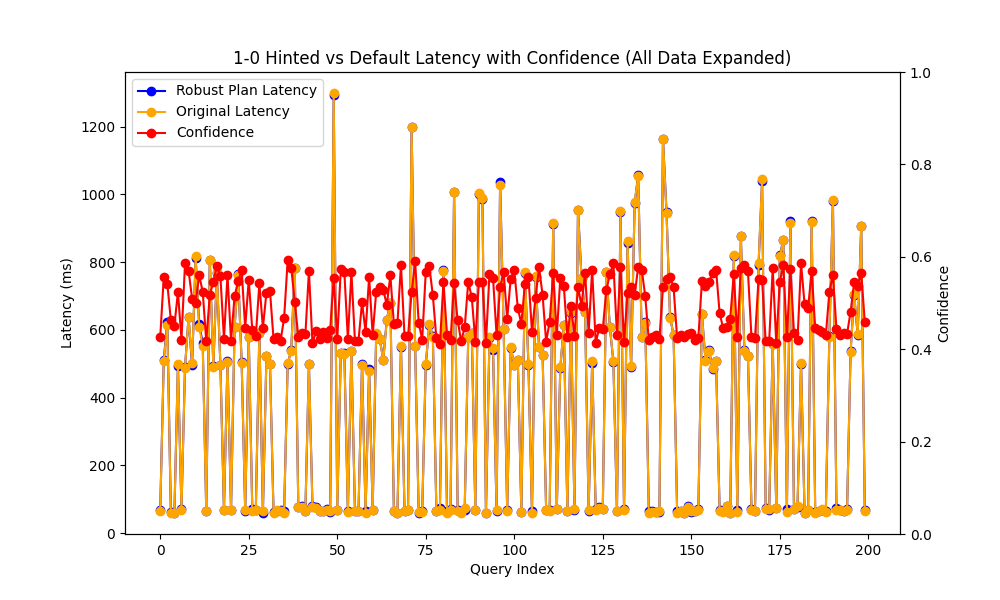 1-0 Hinted vs Default Latency with Confidence (All Data Expanded)
Robust Plan Latency
Original Latency
Confidence
Latency (ms)
1200
1000
800
600
400
200
0
1.0
0.8
0.6
0.4
0.2
0.0
Confidence
0 25 50 75 100 125 150 175 200
Query Index